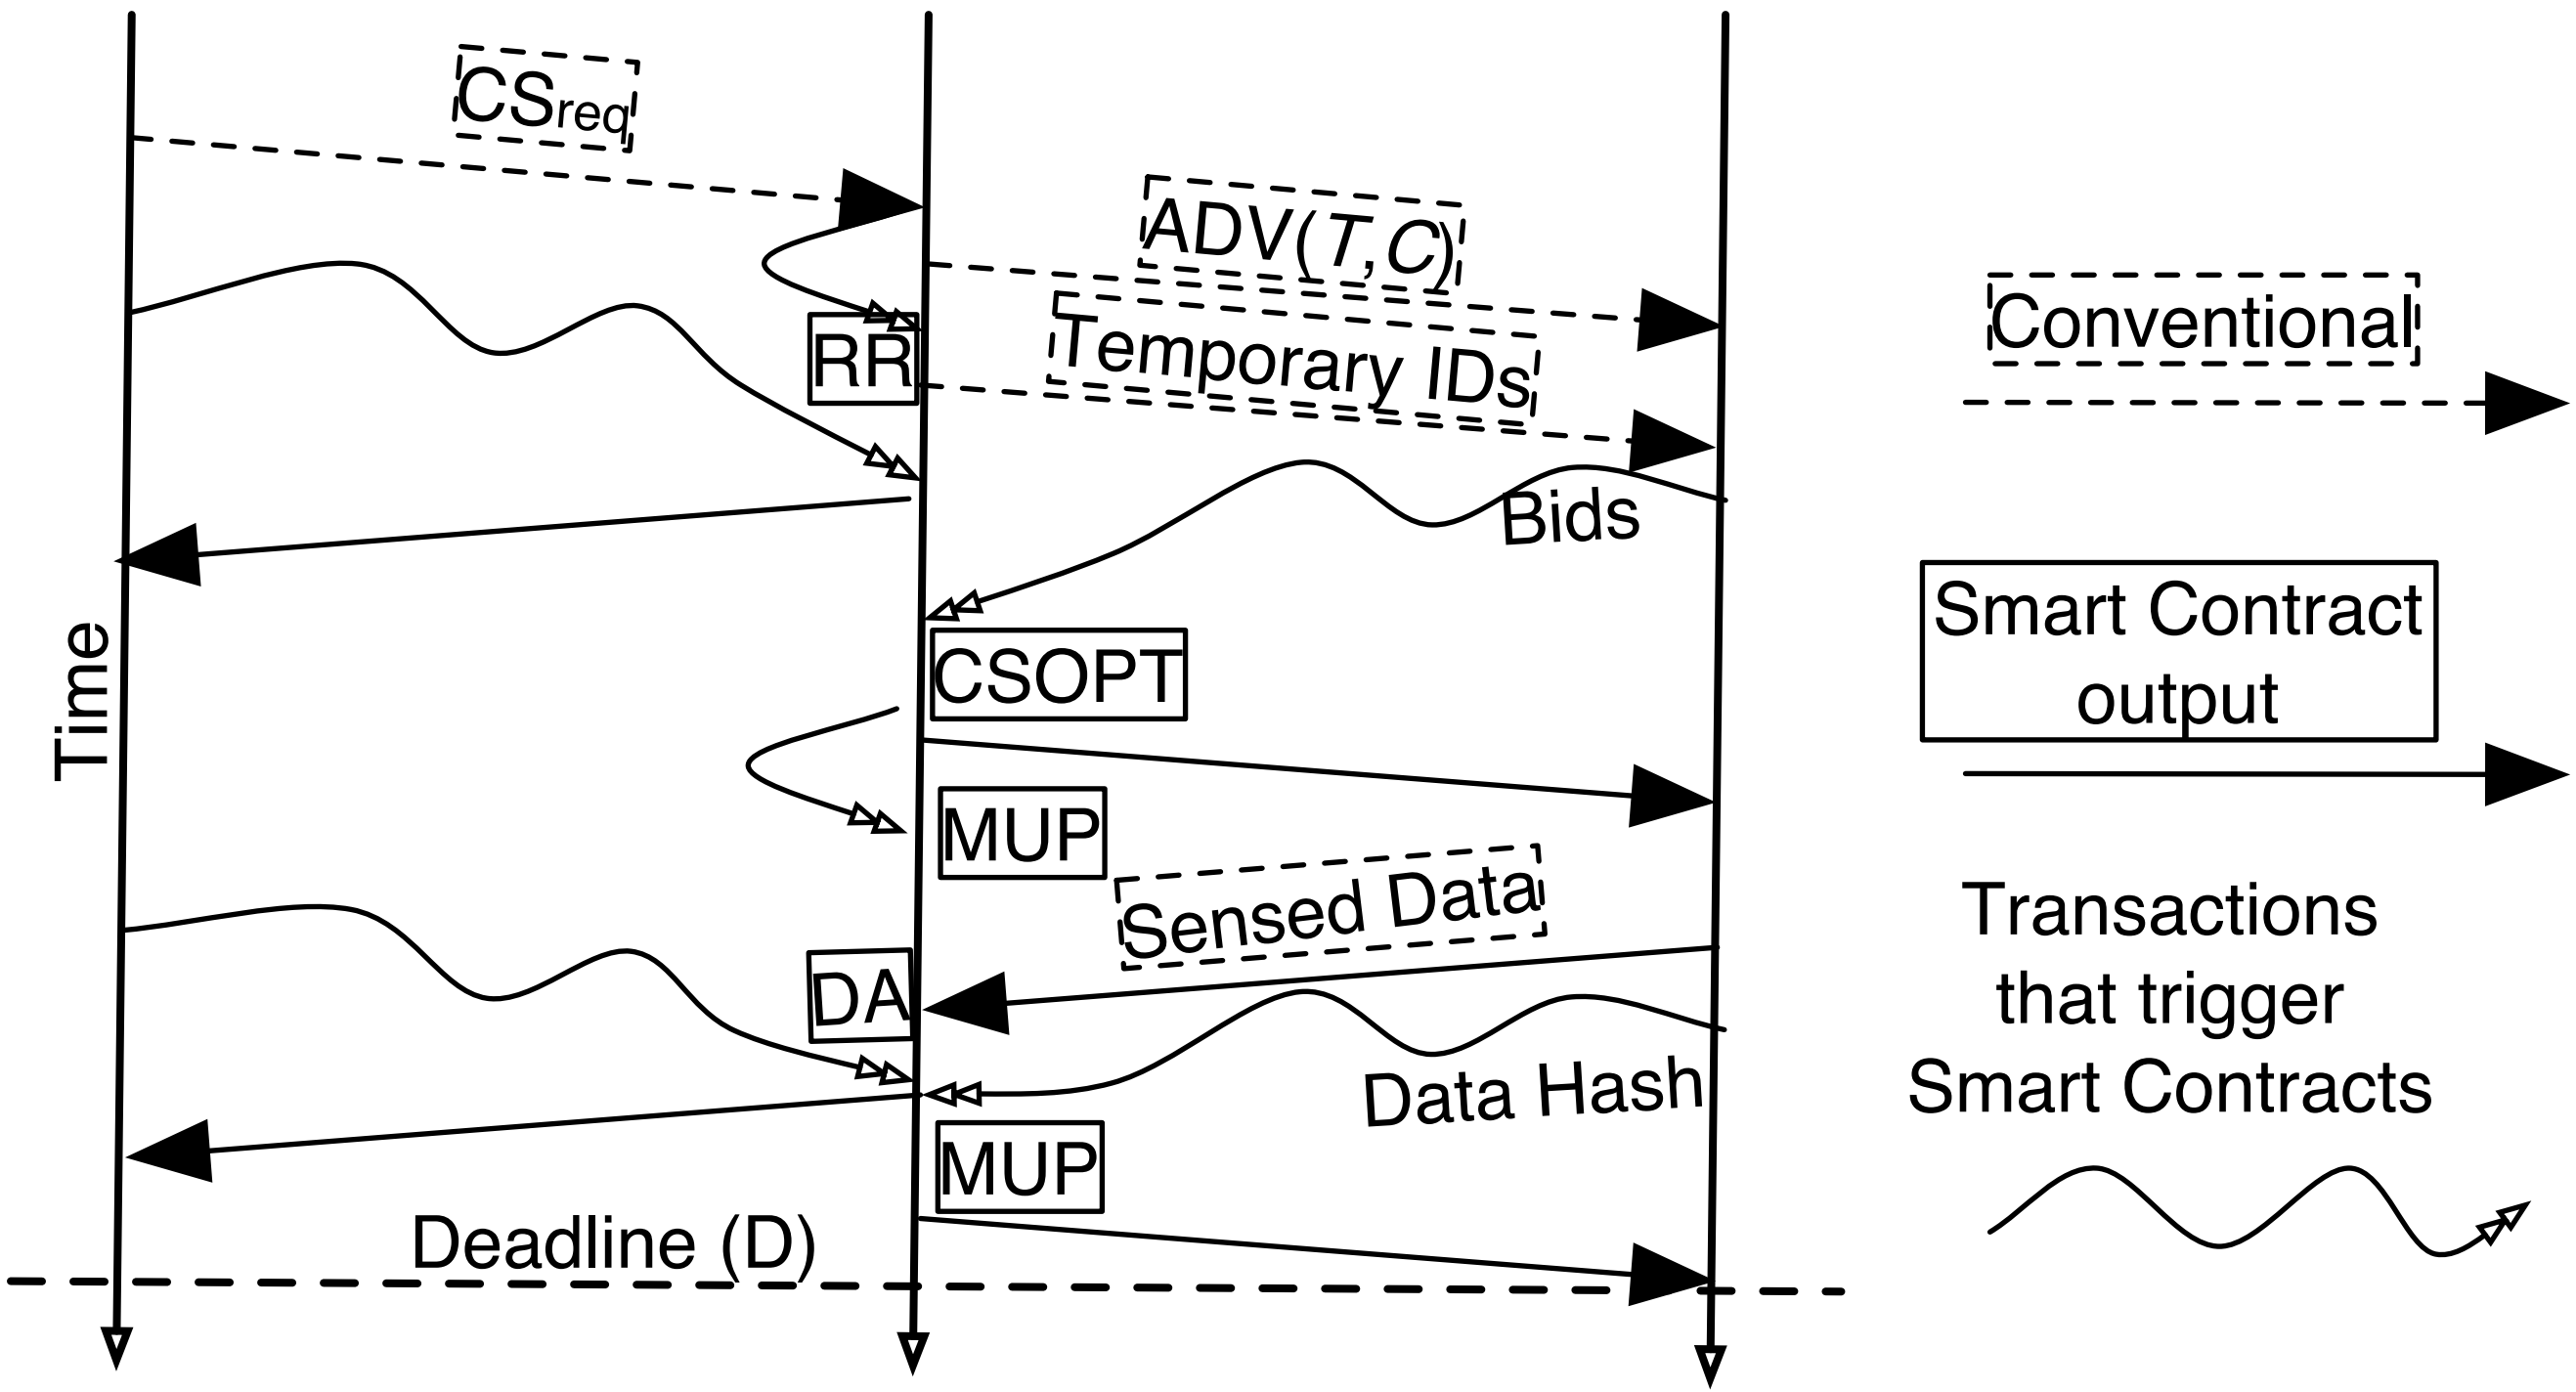 CSreq
ADV(T,C)
Temporary IDs
RR
Bids
CSOPT
MUP
Sensed Data
DA
Data Hash
MUP
Time
Deadline (D)
Conventional
Smart Contract
output
Transactions
that trigger
Smart Contracts